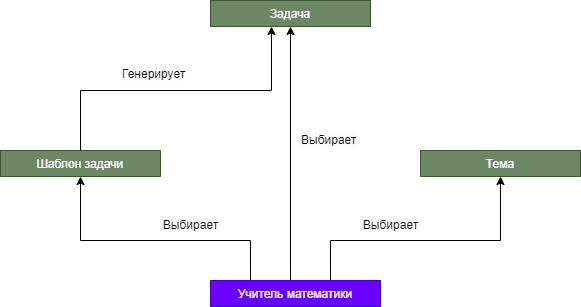 Задача
Генерирует
Выбирает
Шаблон задачи
Тема
Выбирает
Выбирает
Учитель математики